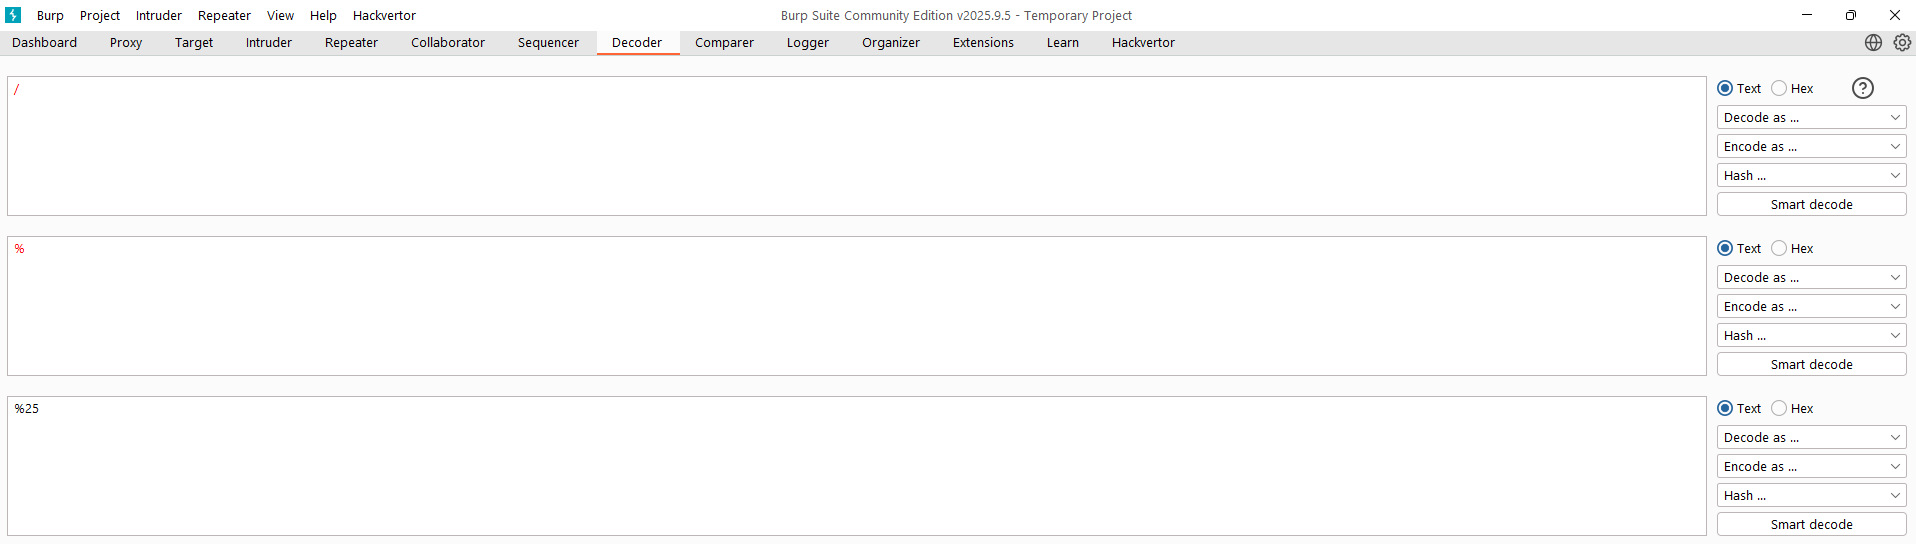 Burp Project Intruder Repeater View Help Hackvertor Burp Suite Community Edition v2025.9.5 - Temporary Project
Dashboard Proxy Target Intruder Repeater Collaborator Sequencer Decoder Comparer Logger Organizer Extensions Learn Hackvertor
/ Text Hex ?
Decode as ...
Encode as ...
Hash ...
Smart decode
% Text Hex
Decode as ...
Encode as ...
Hash ...
Smart decode
%25 Text Hex
Decode as ...
Encode as ...
Hash ...
Smart decode